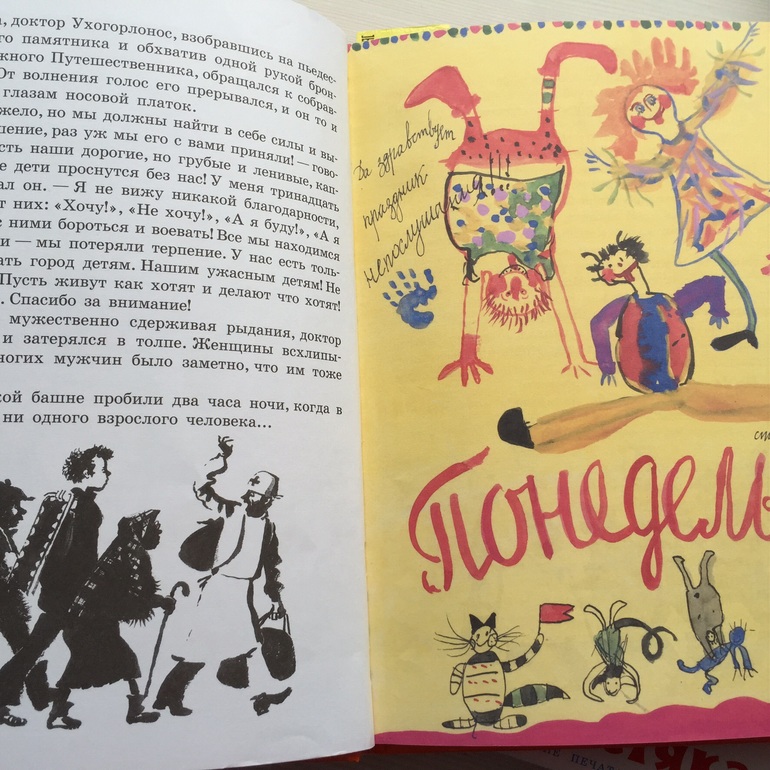 а, доктор Ухогорлонос, взобравшись на пьедес-
го памятника и обхватив одной рукой брон-
жного Путешественника, обращался к собрав-
От волнения голос его прерывался, и он то и
глазам носовой платок.
жело, но мы должны найти в себе силы и вы-
шение, раз уж мы его с вами приняли! — гово-
сть наши дорогие, но грубые и ленивые, кап-
е дети проснутся без нас! У меня тринадцать
ал он. — Я не вижу никакой благодарности,
т них: «Хочу!», «Не хочу!», «А я буду!», «А я
с ними бороться и воевать! Все мы находимся
и — мы потеряли терпение. У нас есть толь-
ать город детям. Нашим ужасным детям! Не
Пусть живут как хотят и делают что хотят!
. Спасибо за внимание!
мужественно сдерживая рыдания, доктор
и затерялся в толпе. Женщины всхлипы-
ногих мужчин было заметно, что им тоже
кой башне пробили два часа ночи, когда в
ни одного взрослого человека...
Да здравствует
праздник
непослушания!!!
Понедель